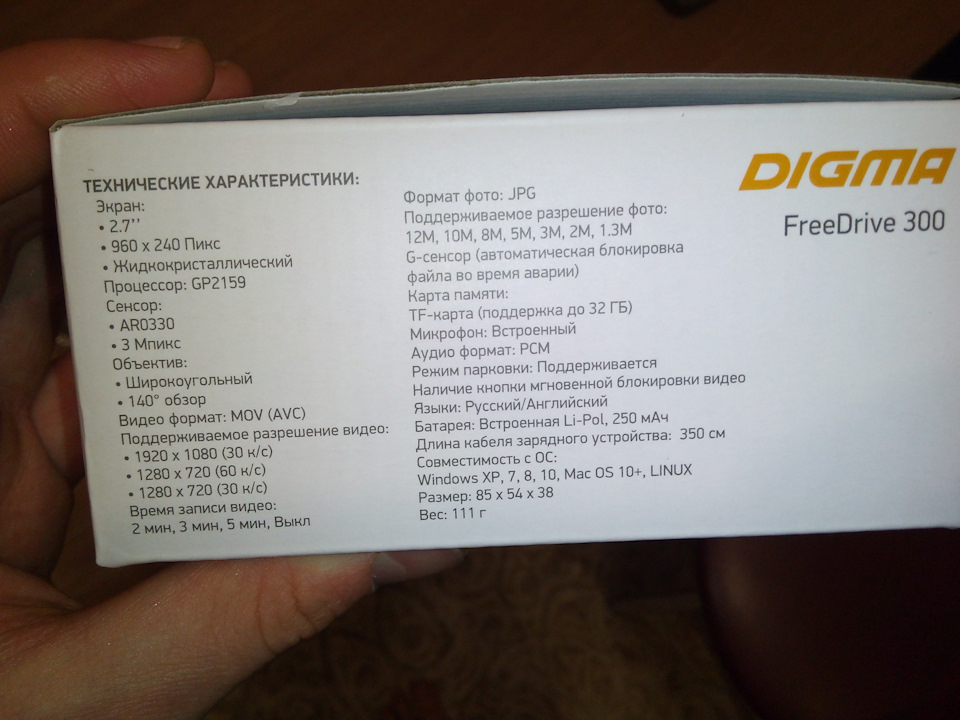 ТЕХНИЧЕСКИЕ ХАРАКТЕРИСТИКИ:
Экран:
• 2.7’’
• 960 x 240 Пикс
• Жидкокристаллический
Процессор: GP2159
Сенсор:
• AR0330
• 3 Мпикс
Объектив:
• Широкоугольный
• 140° обзор
Видео формат: MOV (AVC)
Поддерживаемое разрешение видео:
• 1920 x 1080 (30 к/с)
• 1280 x 720 (60 к/с)
• 1280 x 720 (30 к/с)
Время записи видео:
2 мин, 3 мин, 5 мин, Выкл
Формат фото: JPG
Поддерживаемое разрешение фото:
12M, 10M, 8M, 5M, 3M, 2M, 1.3M
G-сенсор (автоматическая блокировка
файла во время аварии)
Карта памяти:
TF-карта (поддержка до 32 ГБ)
Микрофон: Встроенный
Аудио формат: PCM
Режим парковки: Поддерживается
Наличие кнопки мгновенной блокировки видео
Языки: Русский/Английский
Батарея: Встроенная Li-Pol, 250 мАч
Длина кабеля зарядного устройства: 350 см
Совместимость с ОС:
Windows XP, 7, 8, 10, Mac OS 10+, LINUX
Размер: 85 x 54 x 38
Вес: 111 г
DIGMA
FreeDrive 300